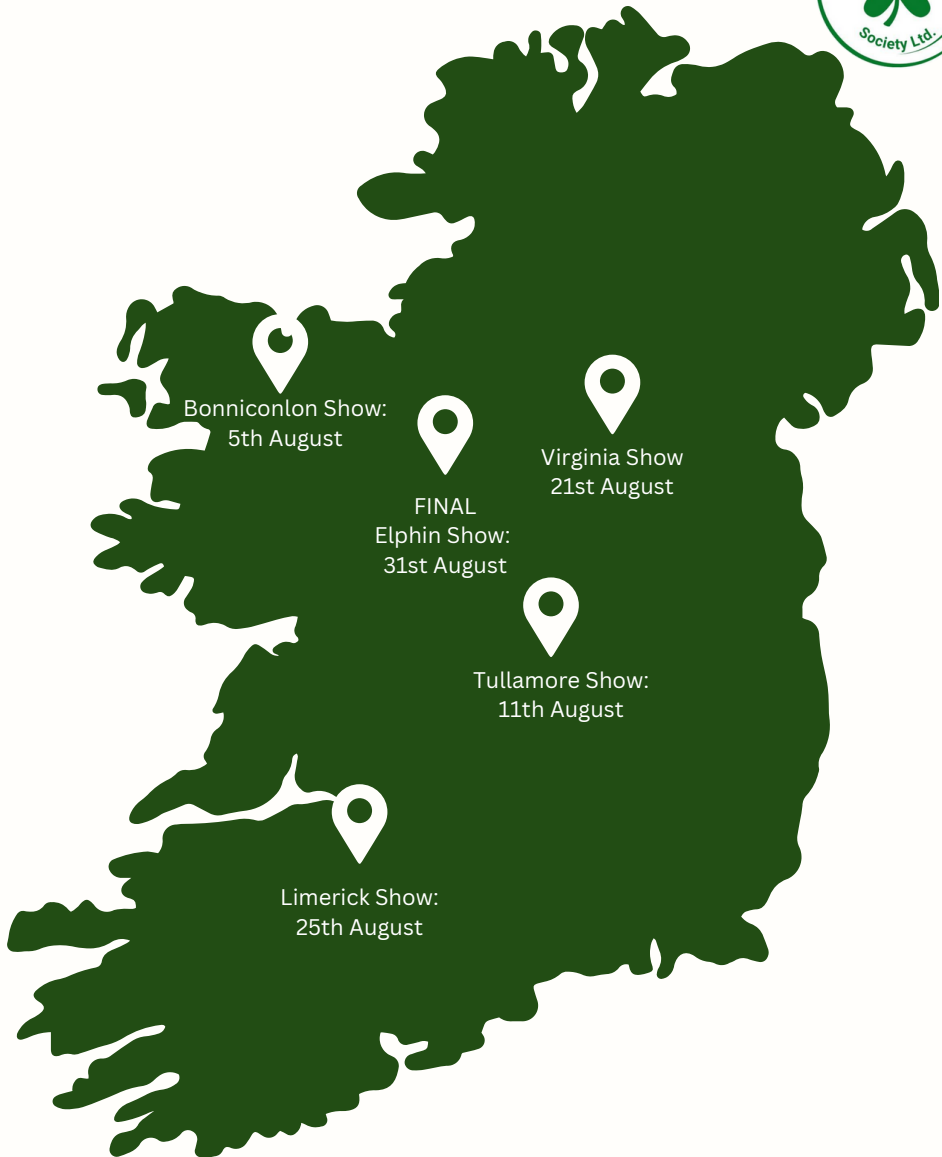 Society Ltd.
Bonniconlon Show:
5th August
FINAL
Elphin Show:
31st August
Virginia Show
21st August
Tullamore Show:
11th August
Limerick Show:
25th August